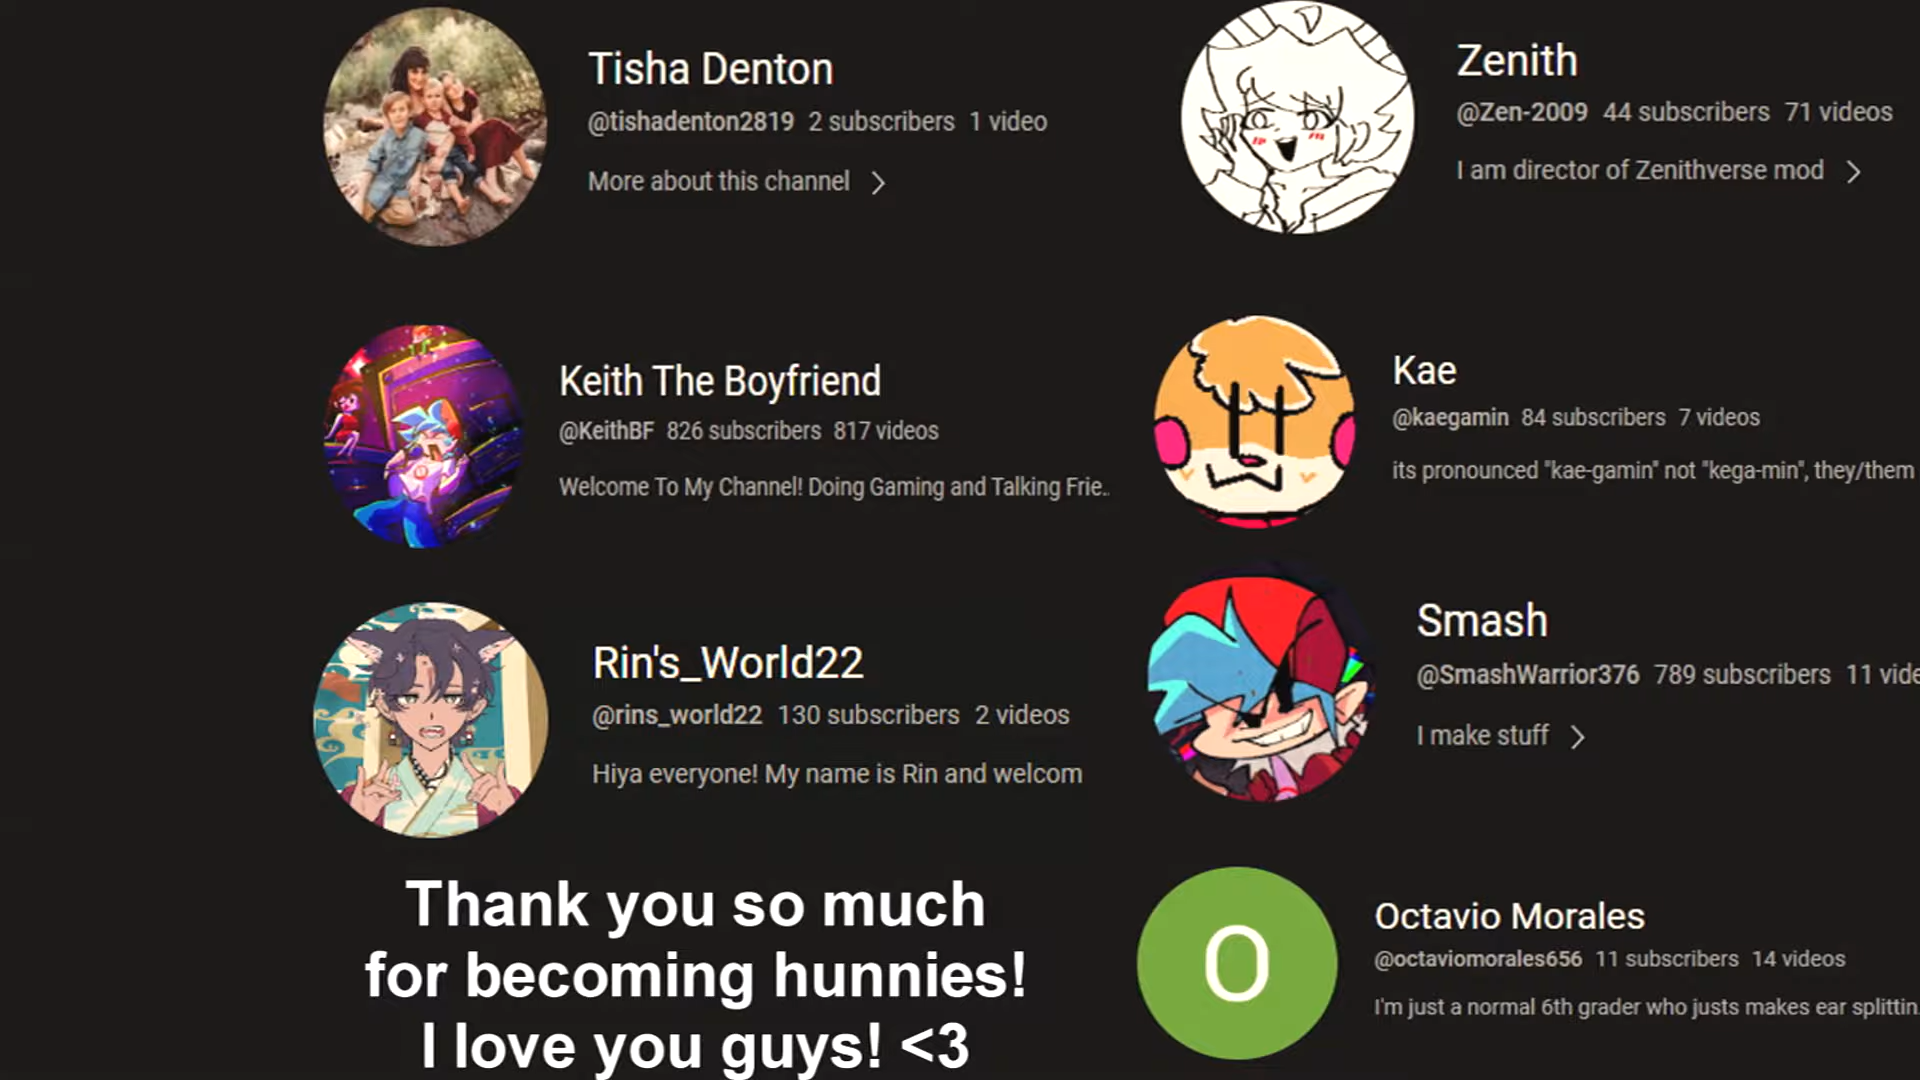 Tisha Denton
@tishadenton2819 2 subscribers 1 video
More about this channel
Zenith
@Zen-2009 44 subscribers 71 videos
I am director of Zenithverse mod
Keith The Boyfriend
@KeithBF 826 subscribers 817 videos
Welcome To My Channel! Doing Gaming and Talking Frie..
Kae
@kaegamin 84 subscribers 7 videos
its pronounced "kae-gamin" not "kega-min", they/them
Rin's_World22
@rins_world22 130 subscribers 2 videos
Hiya everyone! My name is Rin and welcom
Smash
@SmashWarrior376 789 subscribers 11 vide
I make stuff
Thank you so much
for becoming hunnies!
I love you guys! <3
O
Octavio Morales
@octaviomorales656 11 subscribers 14 videos
I'm just a normal 6th grader who justs makes ear splittin